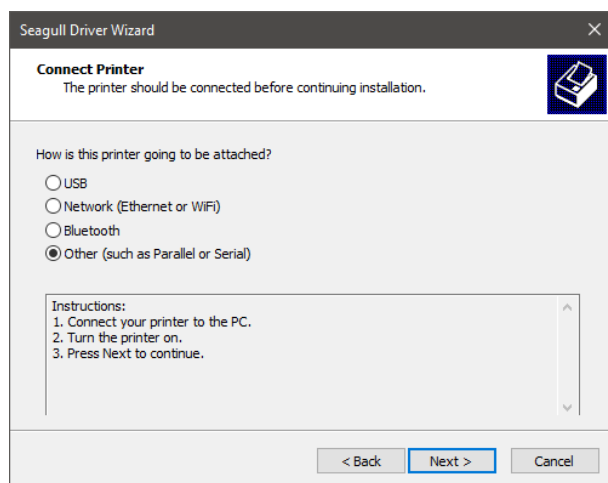 Seagull Driver Wizard
Connect Printer
The printer should be connected before continuing installation.
How is this printer going to be attached?
USB
Network (Ethernet or WiFi)
Bluetooth
Other (such as Parallel or Serial)
Instructions:
1. Connect your printer to the PC.
2. Turn the printer on.
3. Press Next to continue.
< Back Next > Cancel